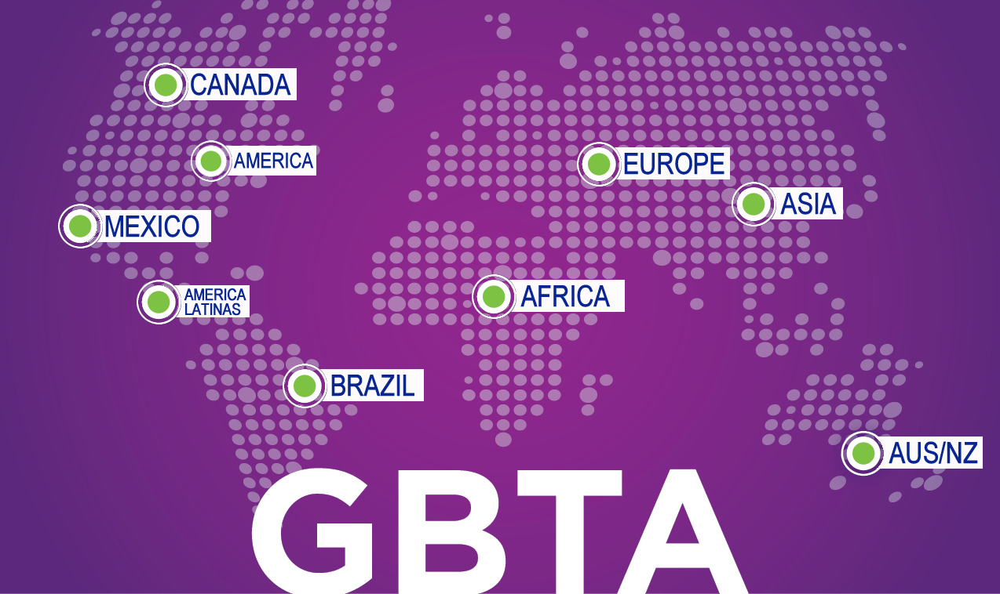 CANADA
AMERICA
EUROPE
ASIA
MEXICO
AMERICA
LATINAS
AFRICA
BRAZIL
AUS/NZ
GBTA